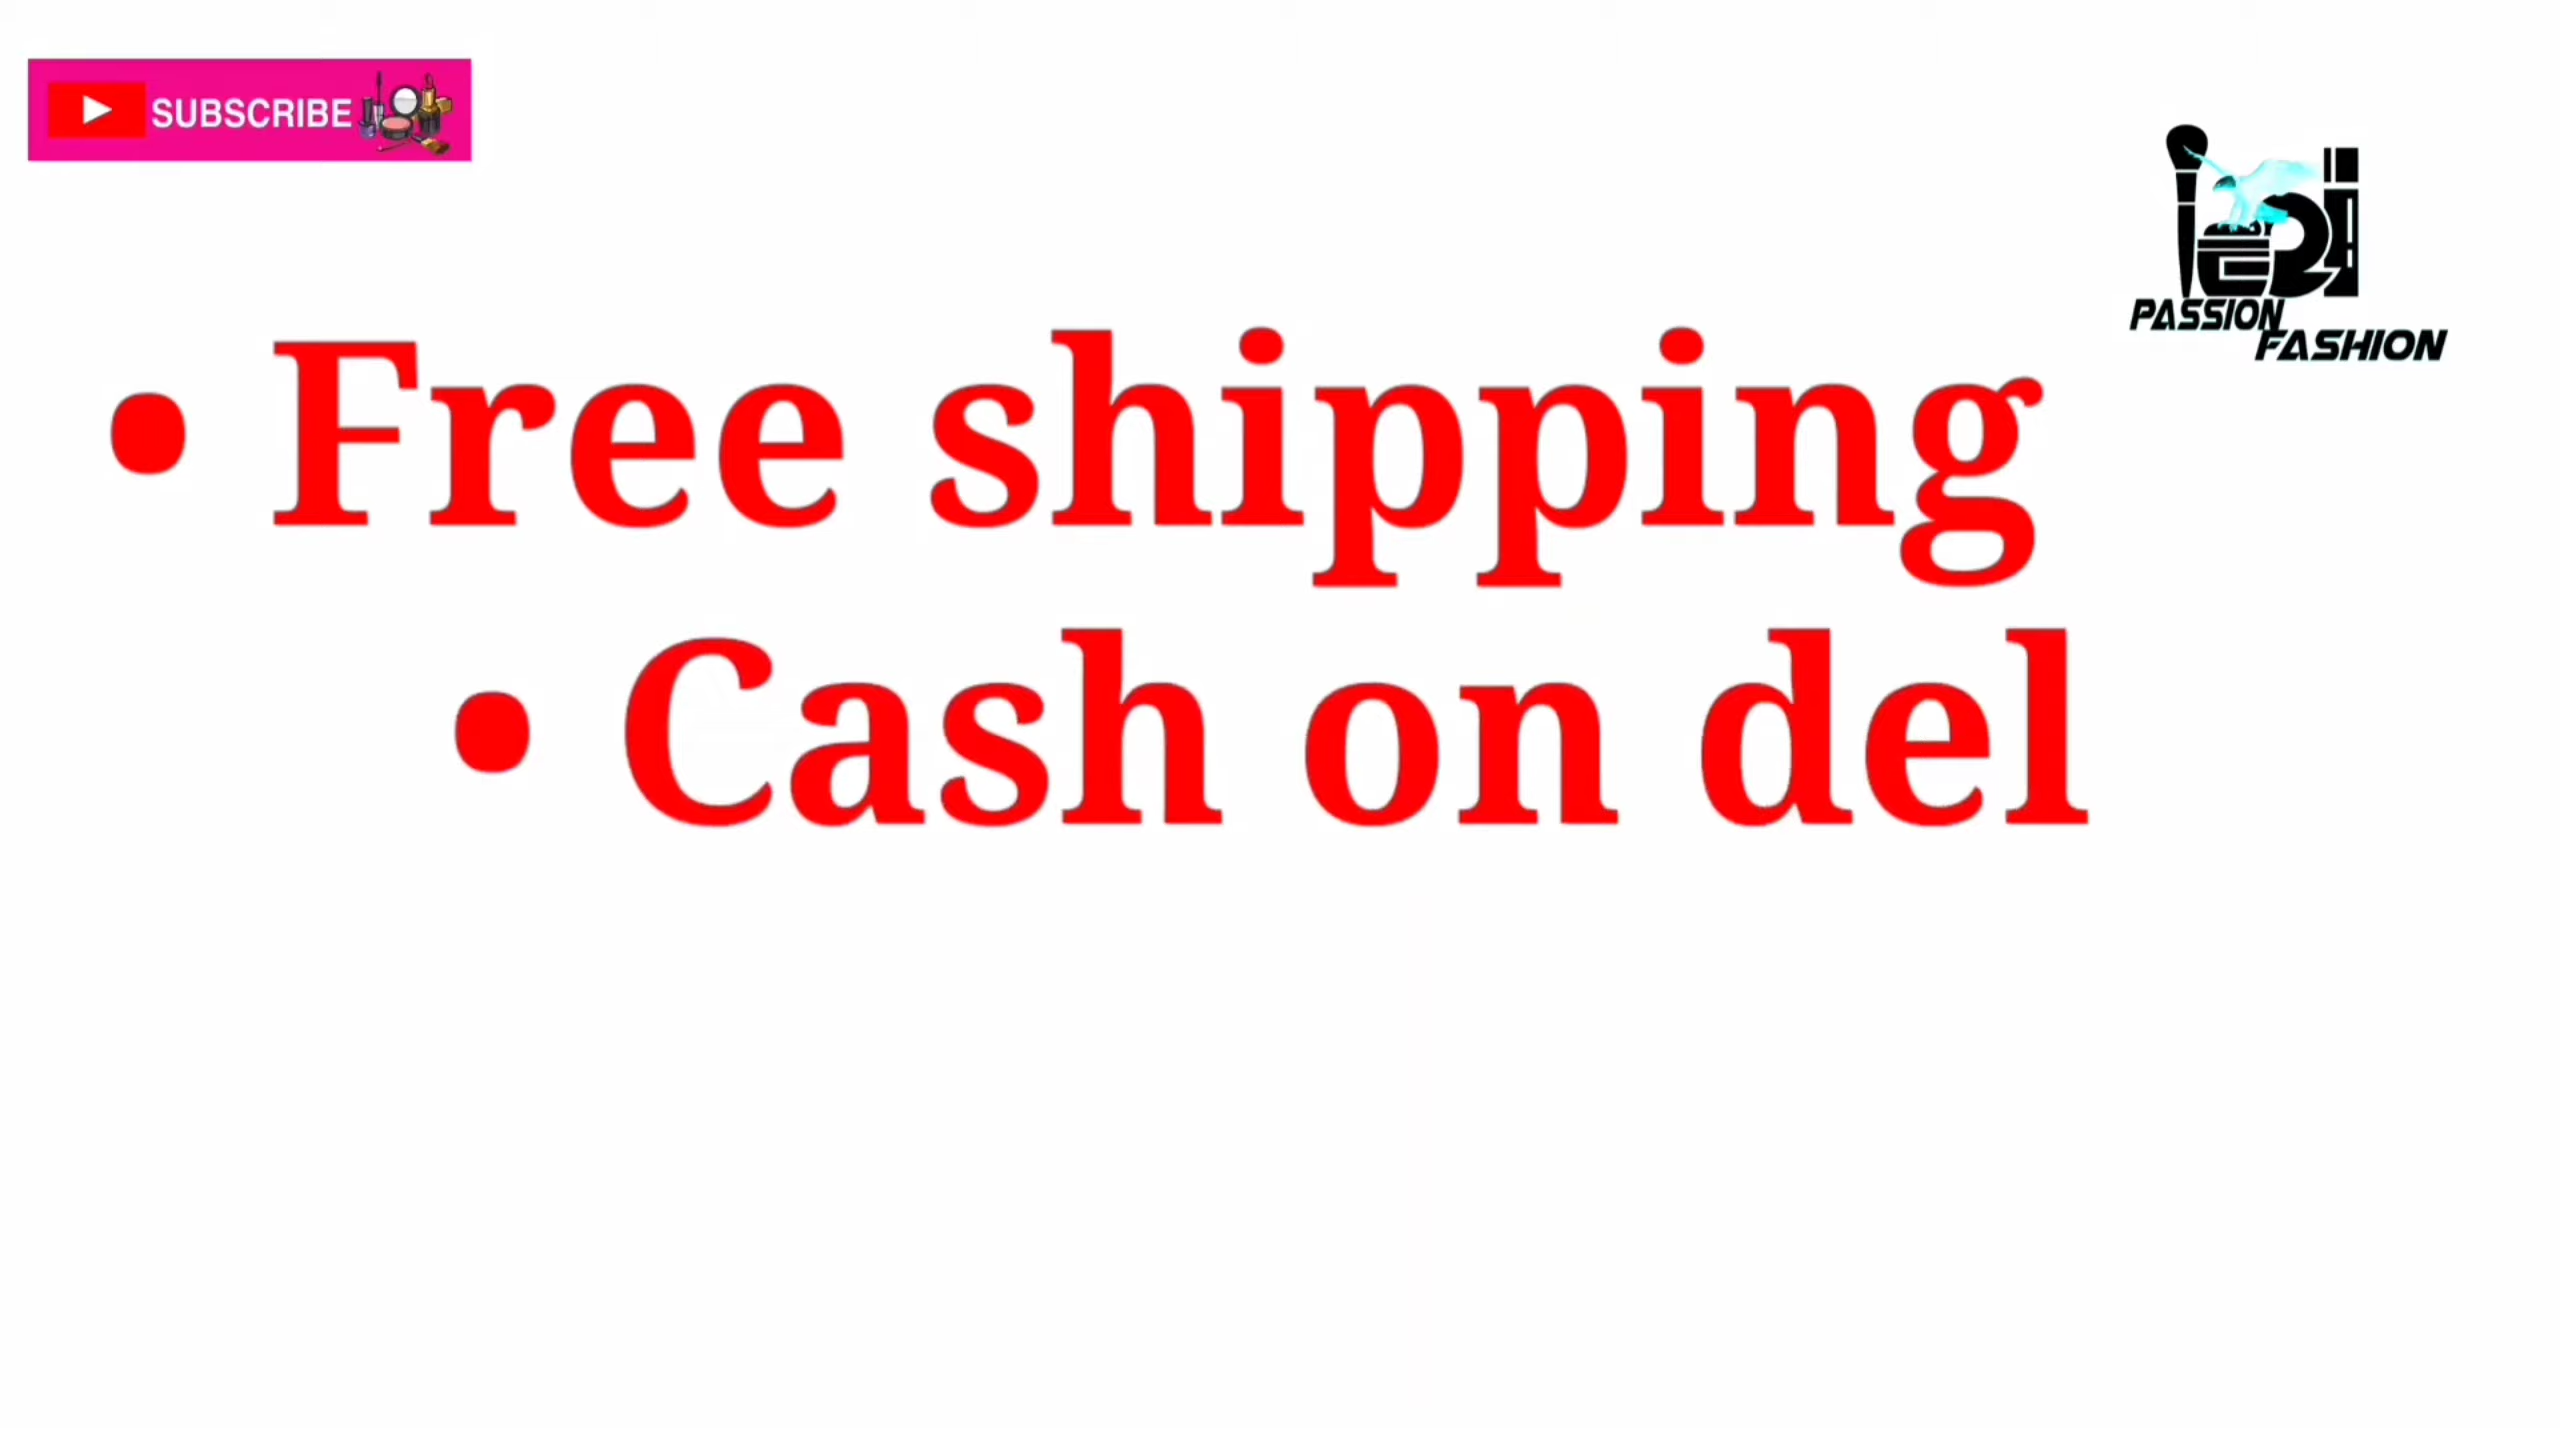 SUBSCRIBE
PASSION
FASHION
• Free shipping
• Cash on del